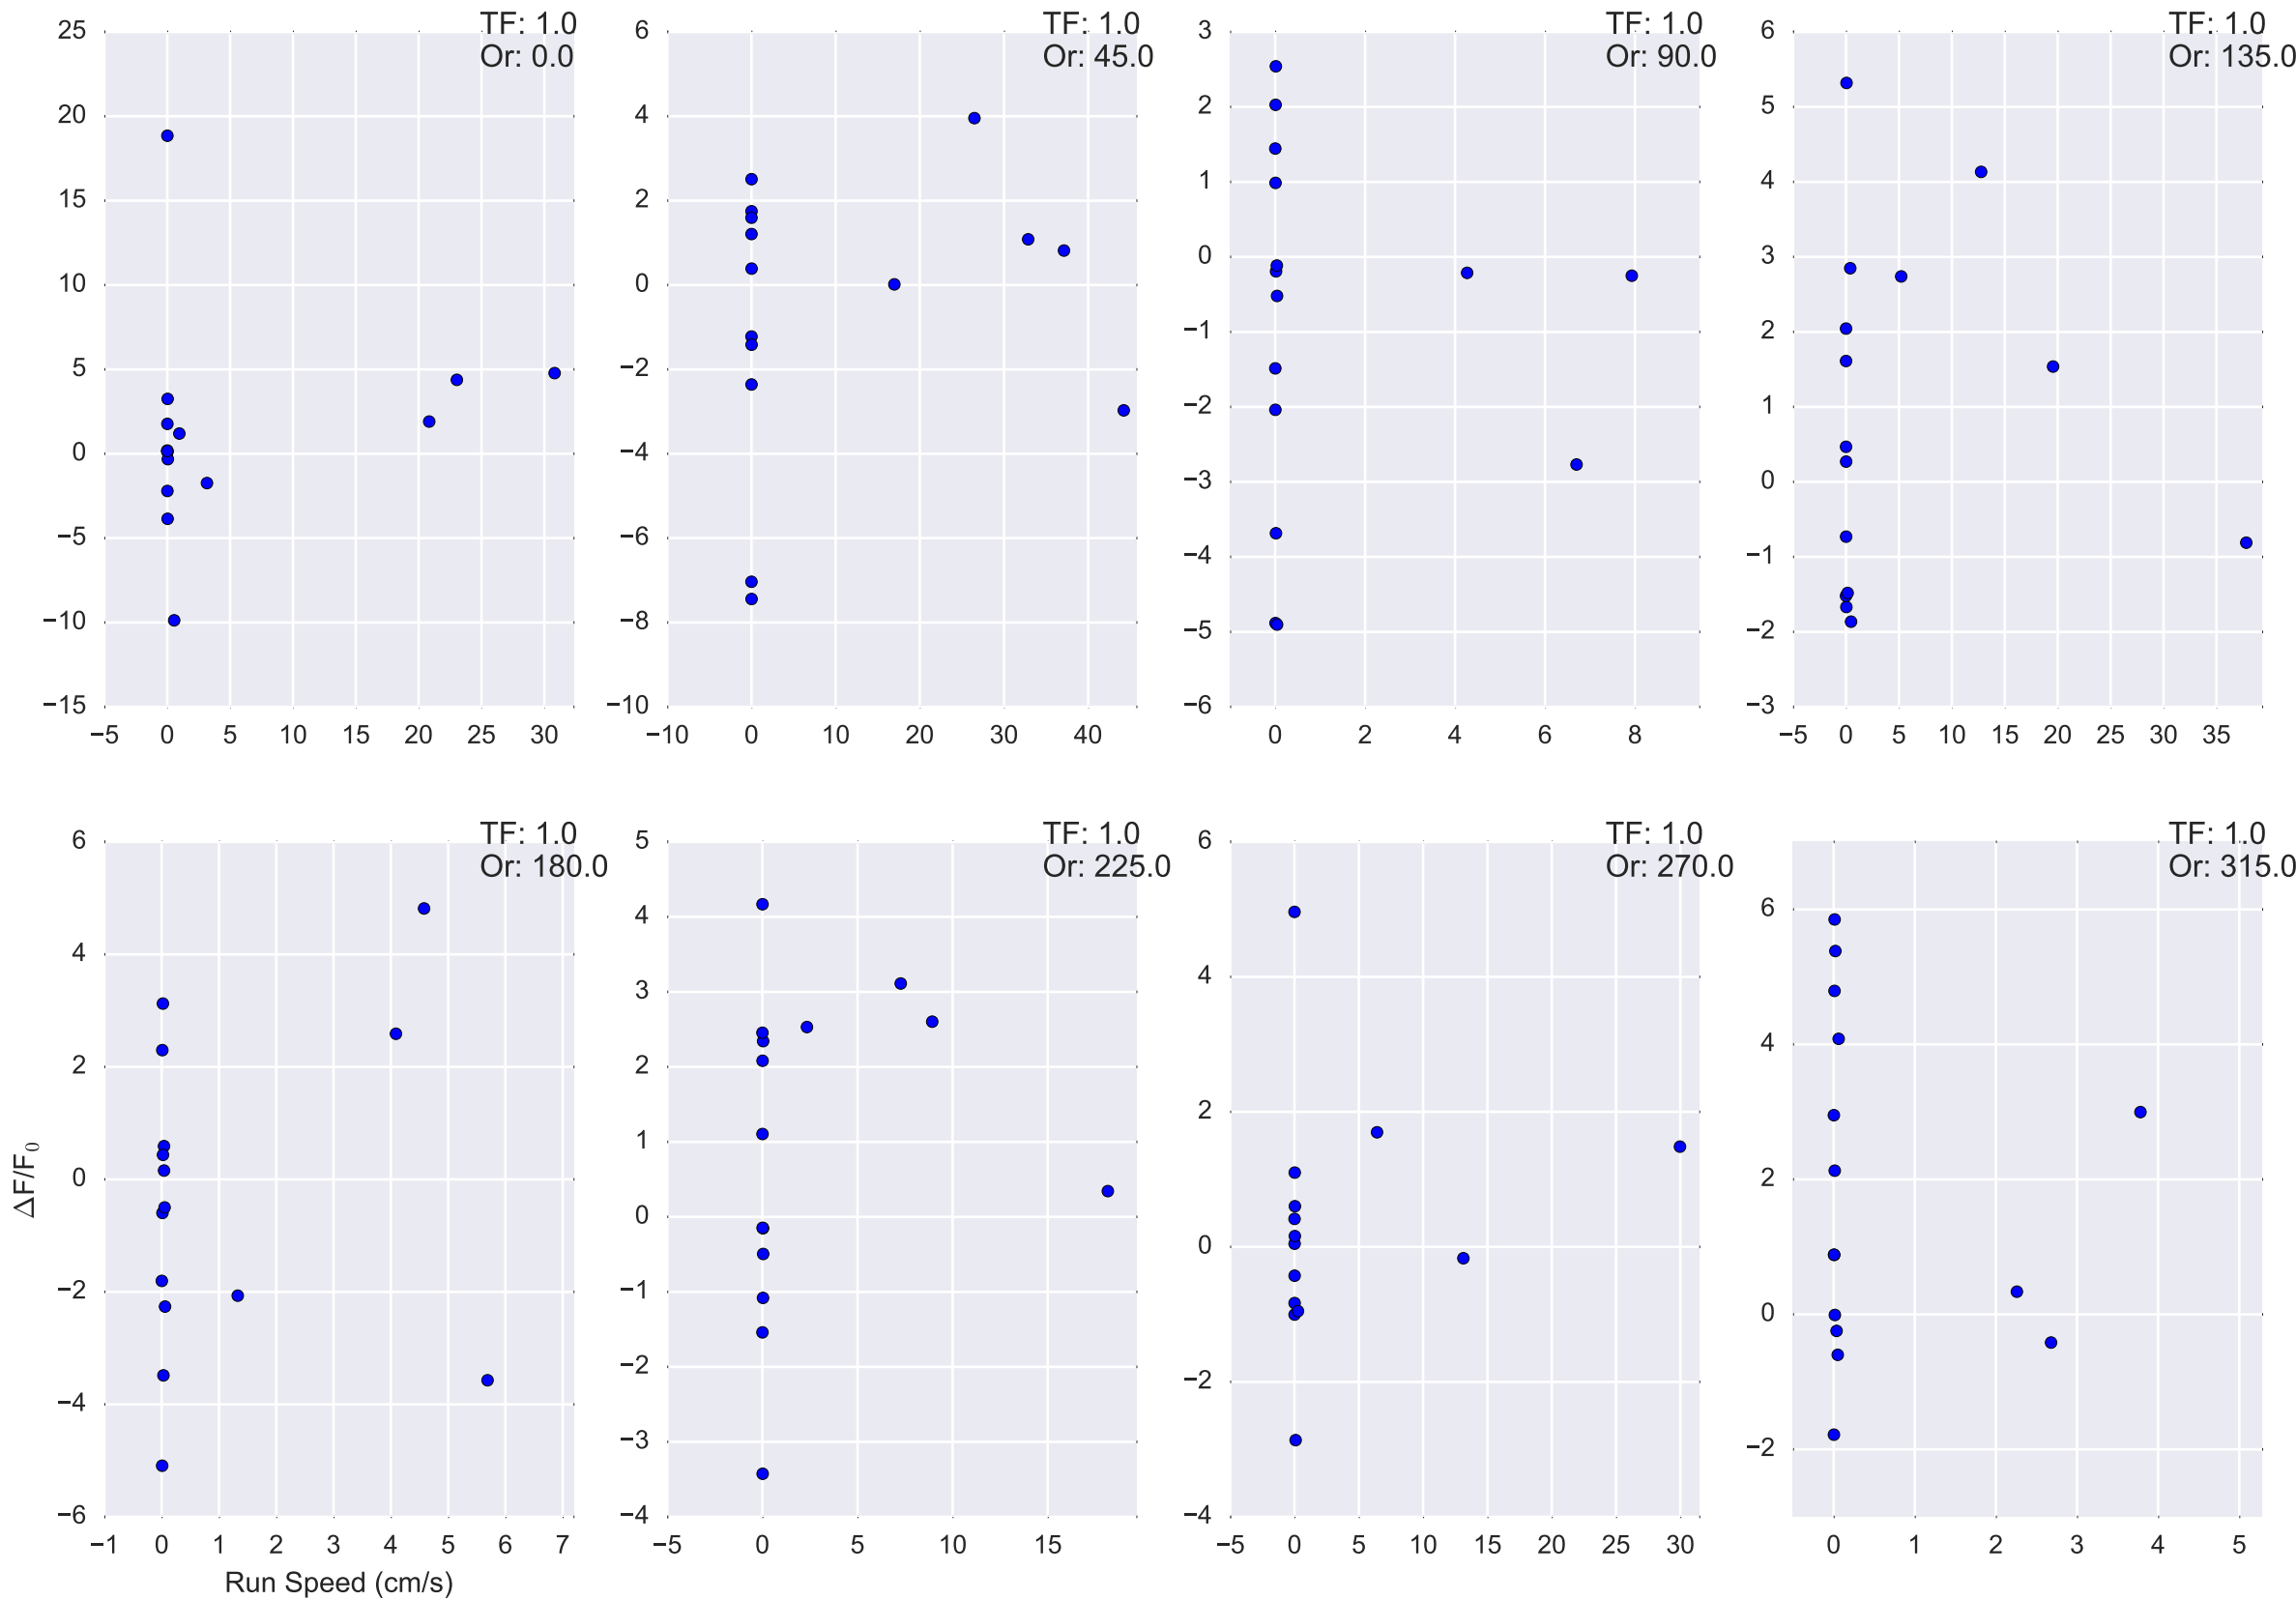 TF: 1.0
Or: 0.0
25
20
15
10
5
0
−5
−10
−15
−5 0 5 10 15 20 25 30
TF: 1.0
Or: 45.0
6
4
2
0
−2
−4
−6
−8
−10
−10 0 10 20 30 40
TF: 1.0
Or: 90.0
3
2
1
0
−1
−2
−3
−4
−5
−6
0 2 4 6 8
TF: 1.0
Or: 135.0
6
5
4
3
2
1
0
−1
−2
−3
−5 0 5 10 15 20 25 30 35
TF: 1.0
Or: 180.0
6
4
2
0
−2
−4
−6
−1 0 1 2 3 4 5 6 7
Run Speed (cm/s)
ΔF/F₀
TF: 1.0
Or: 225.0
5
4
3
2
1
0
−1
−2
−3
−4
−5 0 5 10 15
TF: 1.0
Or: 270.0
6
4
2
0
−2
−4
−5 0 5 10 15 20 25 30
TF: 1.0
Or: 315.0
6
4
2
0
−2
0 1 2 3 4 5